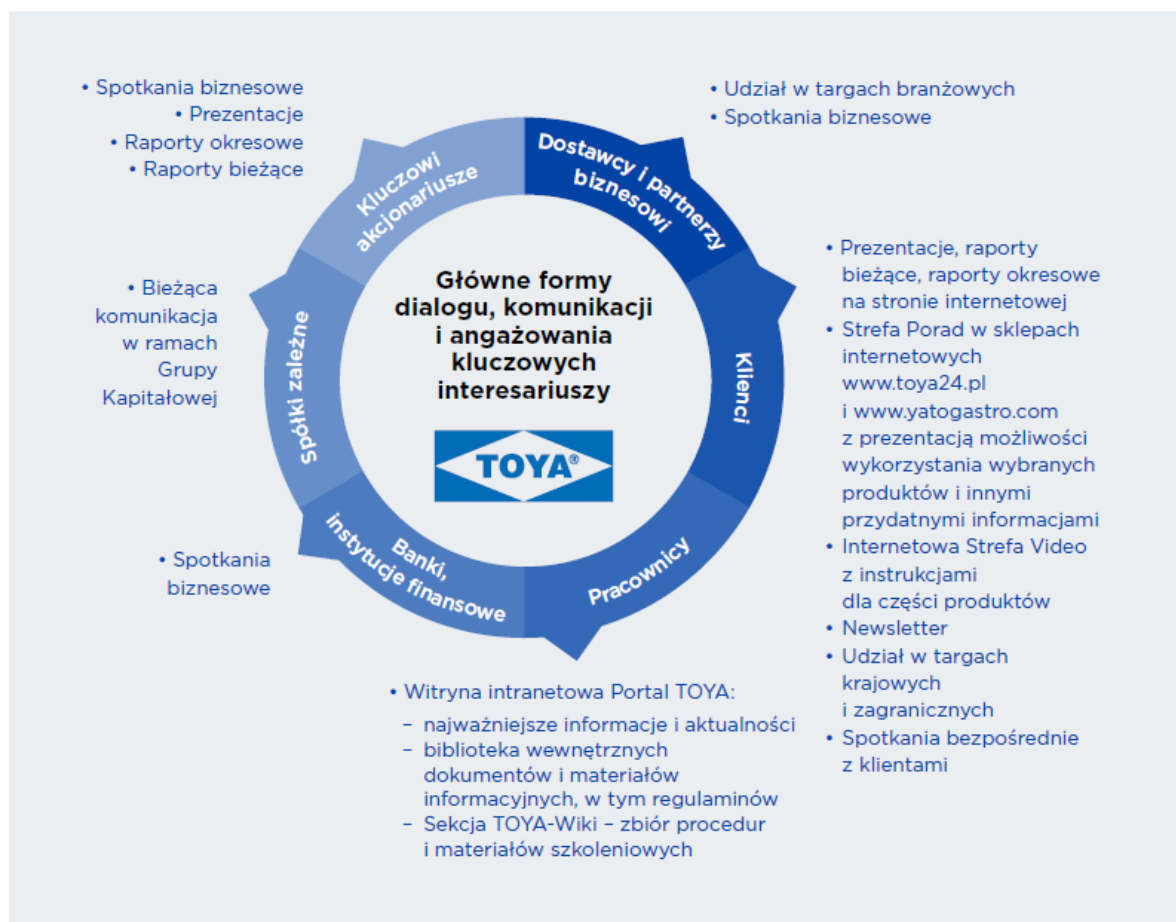 Główne formy
dialogu, komunikacji
i angażowania
kluczowych
interesariuszy
TOYA®
Dostawcy i partnerzy
biznesowi
• Udział w targach branżowych
• Spotkania biznesowe
Klienci
• Prezentacje, raporty
bieżące, raporty okresowe
na stronie internetowej
• Strefa Porad w sklepach
internetowych
www.toya24.pl
i www.yatogastro.com
z prezentacją możliwości
wykorzystania wybranych
produktów i innymi
przydatnymi informacjami
• Internetowa Strefa Video
z instrukcjami
dla części produktów
• Newsletter
• Udział w targach
krajowych
i zagranicznych
• Spotkania bezpośrednie
z klientami
Pracownicy
• Witryna intranetowa Portal TOYA:
– najważniejsze informacje i aktualności
– biblioteka wewnętrznych
dokumentów i materiałów
informacyjnych, w tym regulaminów
– Sekcja TOYA-Wiki – zbiór procedur
i materiałów szkoleniowych
Banki,
instytucje finansowe
• Spotkania
biznesowe
Spółki zależne
• Bieżąca
komunikacja
w ramach
Grupy
Kapitałowej
Kluczowi
akcjonariusze
• Spotkania biznesowe
• Prezentacje
• Raporty okresowe
• Raporty bieżące